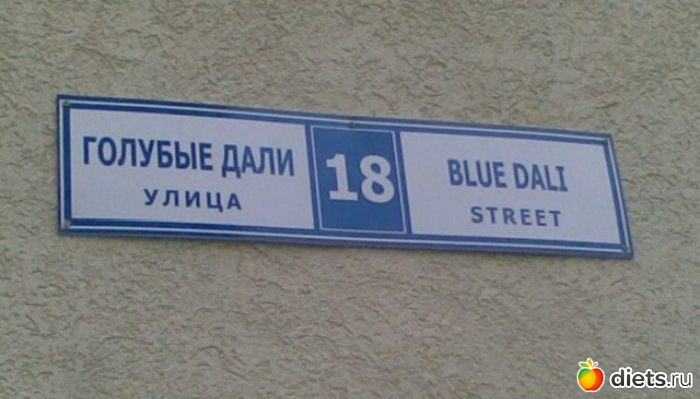 ГОЛУБЫЕ ДАЛИ
УЛИЦА
18
BLUE DALI
STREET
diets.ru